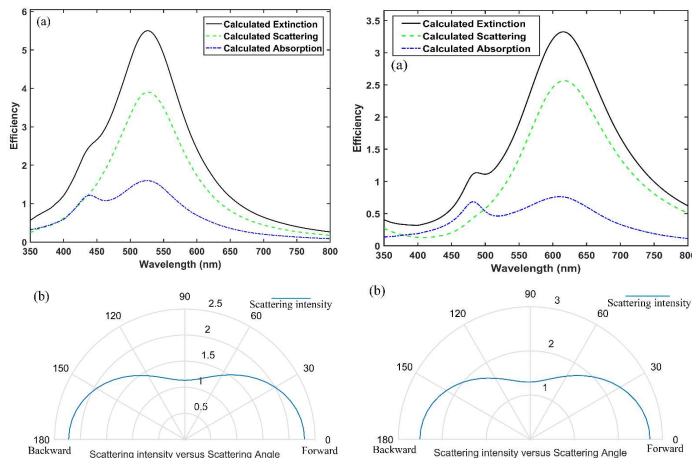 (a)
Calculated Extinction
Calculated Scattering
Calculated Absorption
Efficiency
6
5
4
3
2
1
0
350 400 450 500 550 600 650 700 750 800
Wavelength (nm)
(b)
Scattering intensity
90
120
60
150
30
180
0
2.5
2
1.5
1
0.5
Backward
Forward
Scattering intensity versus Scattering Angle
Calculated Extinction
Calculated Scattering
Calculated Absorption
(a)
Efficiency
3.5
3
2.5
2
1.5
1
0.5
0
350 400 450 500 550 600 650 700 750 800
Wavelength (nm)
(b)
Scattering intensity
90
120
60
150
30
180
0
3
2
1
Backward
Forward
Scattering intensity versus Scattering Angle